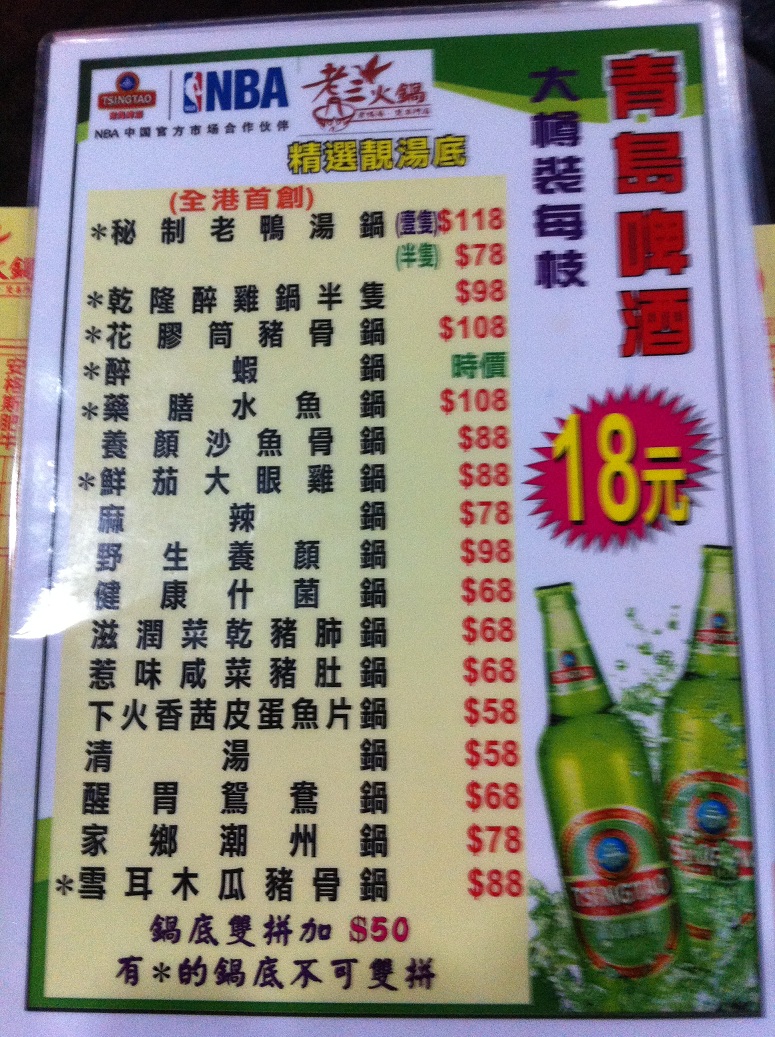 TSINGTAO
NBA
NBA 中国官方市场合作伙伴
老三火鍋
精選靚湯底
(全港首創)
*秘制老鴨湯鍋 (壹隻)$118
(半隻) $78
*乾隆醉雞鍋半隻 $98
*花膠筒豬骨鍋 $108
*醉蝦鍋 時價
*藥膳水魚鍋 $108
養顏沙魚骨鍋 $88
*鮮茄大眼雞鍋 $88
麻辣鍋 $78
野生養顏鍋 $98
健康什菌鍋 $68
滋潤菜乾豬肺鍋 $68
惹味咸菜豬肚鍋 $68
下火香茜皮蛋魚片鍋 $58
清湯鍋 $58
醒胃鴛鴦鍋 $68
家鄉潮州鍋 $78
*雪耳木瓜豬骨鍋 $88
鍋底雙拼加 $50
有*的鍋底不可雙拼
青島啤酒
大樽裝每枝
18元
TSINGTAO